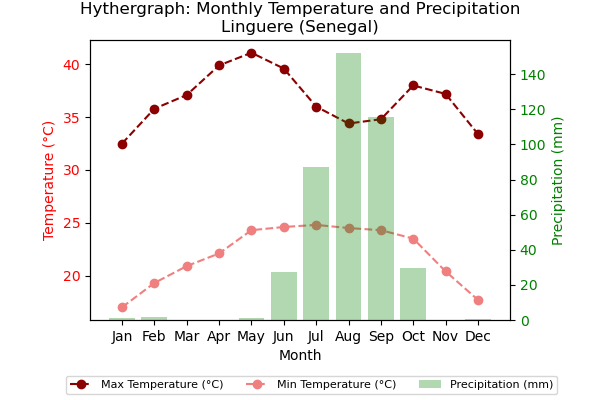 Hythergraph: Monthly Temperature and Precipitation
Linguere (Senegal)
40
35
30
25
20
Temperature (°C)
140
120
100
80
60
40
20
0
Precipitation (mm)
Jan Feb Mar Apr May Jun Jul Aug Sep Oct Nov Dec
Month
Max Temperature (°C) Min Temperature (°C) Precipitation (mm)